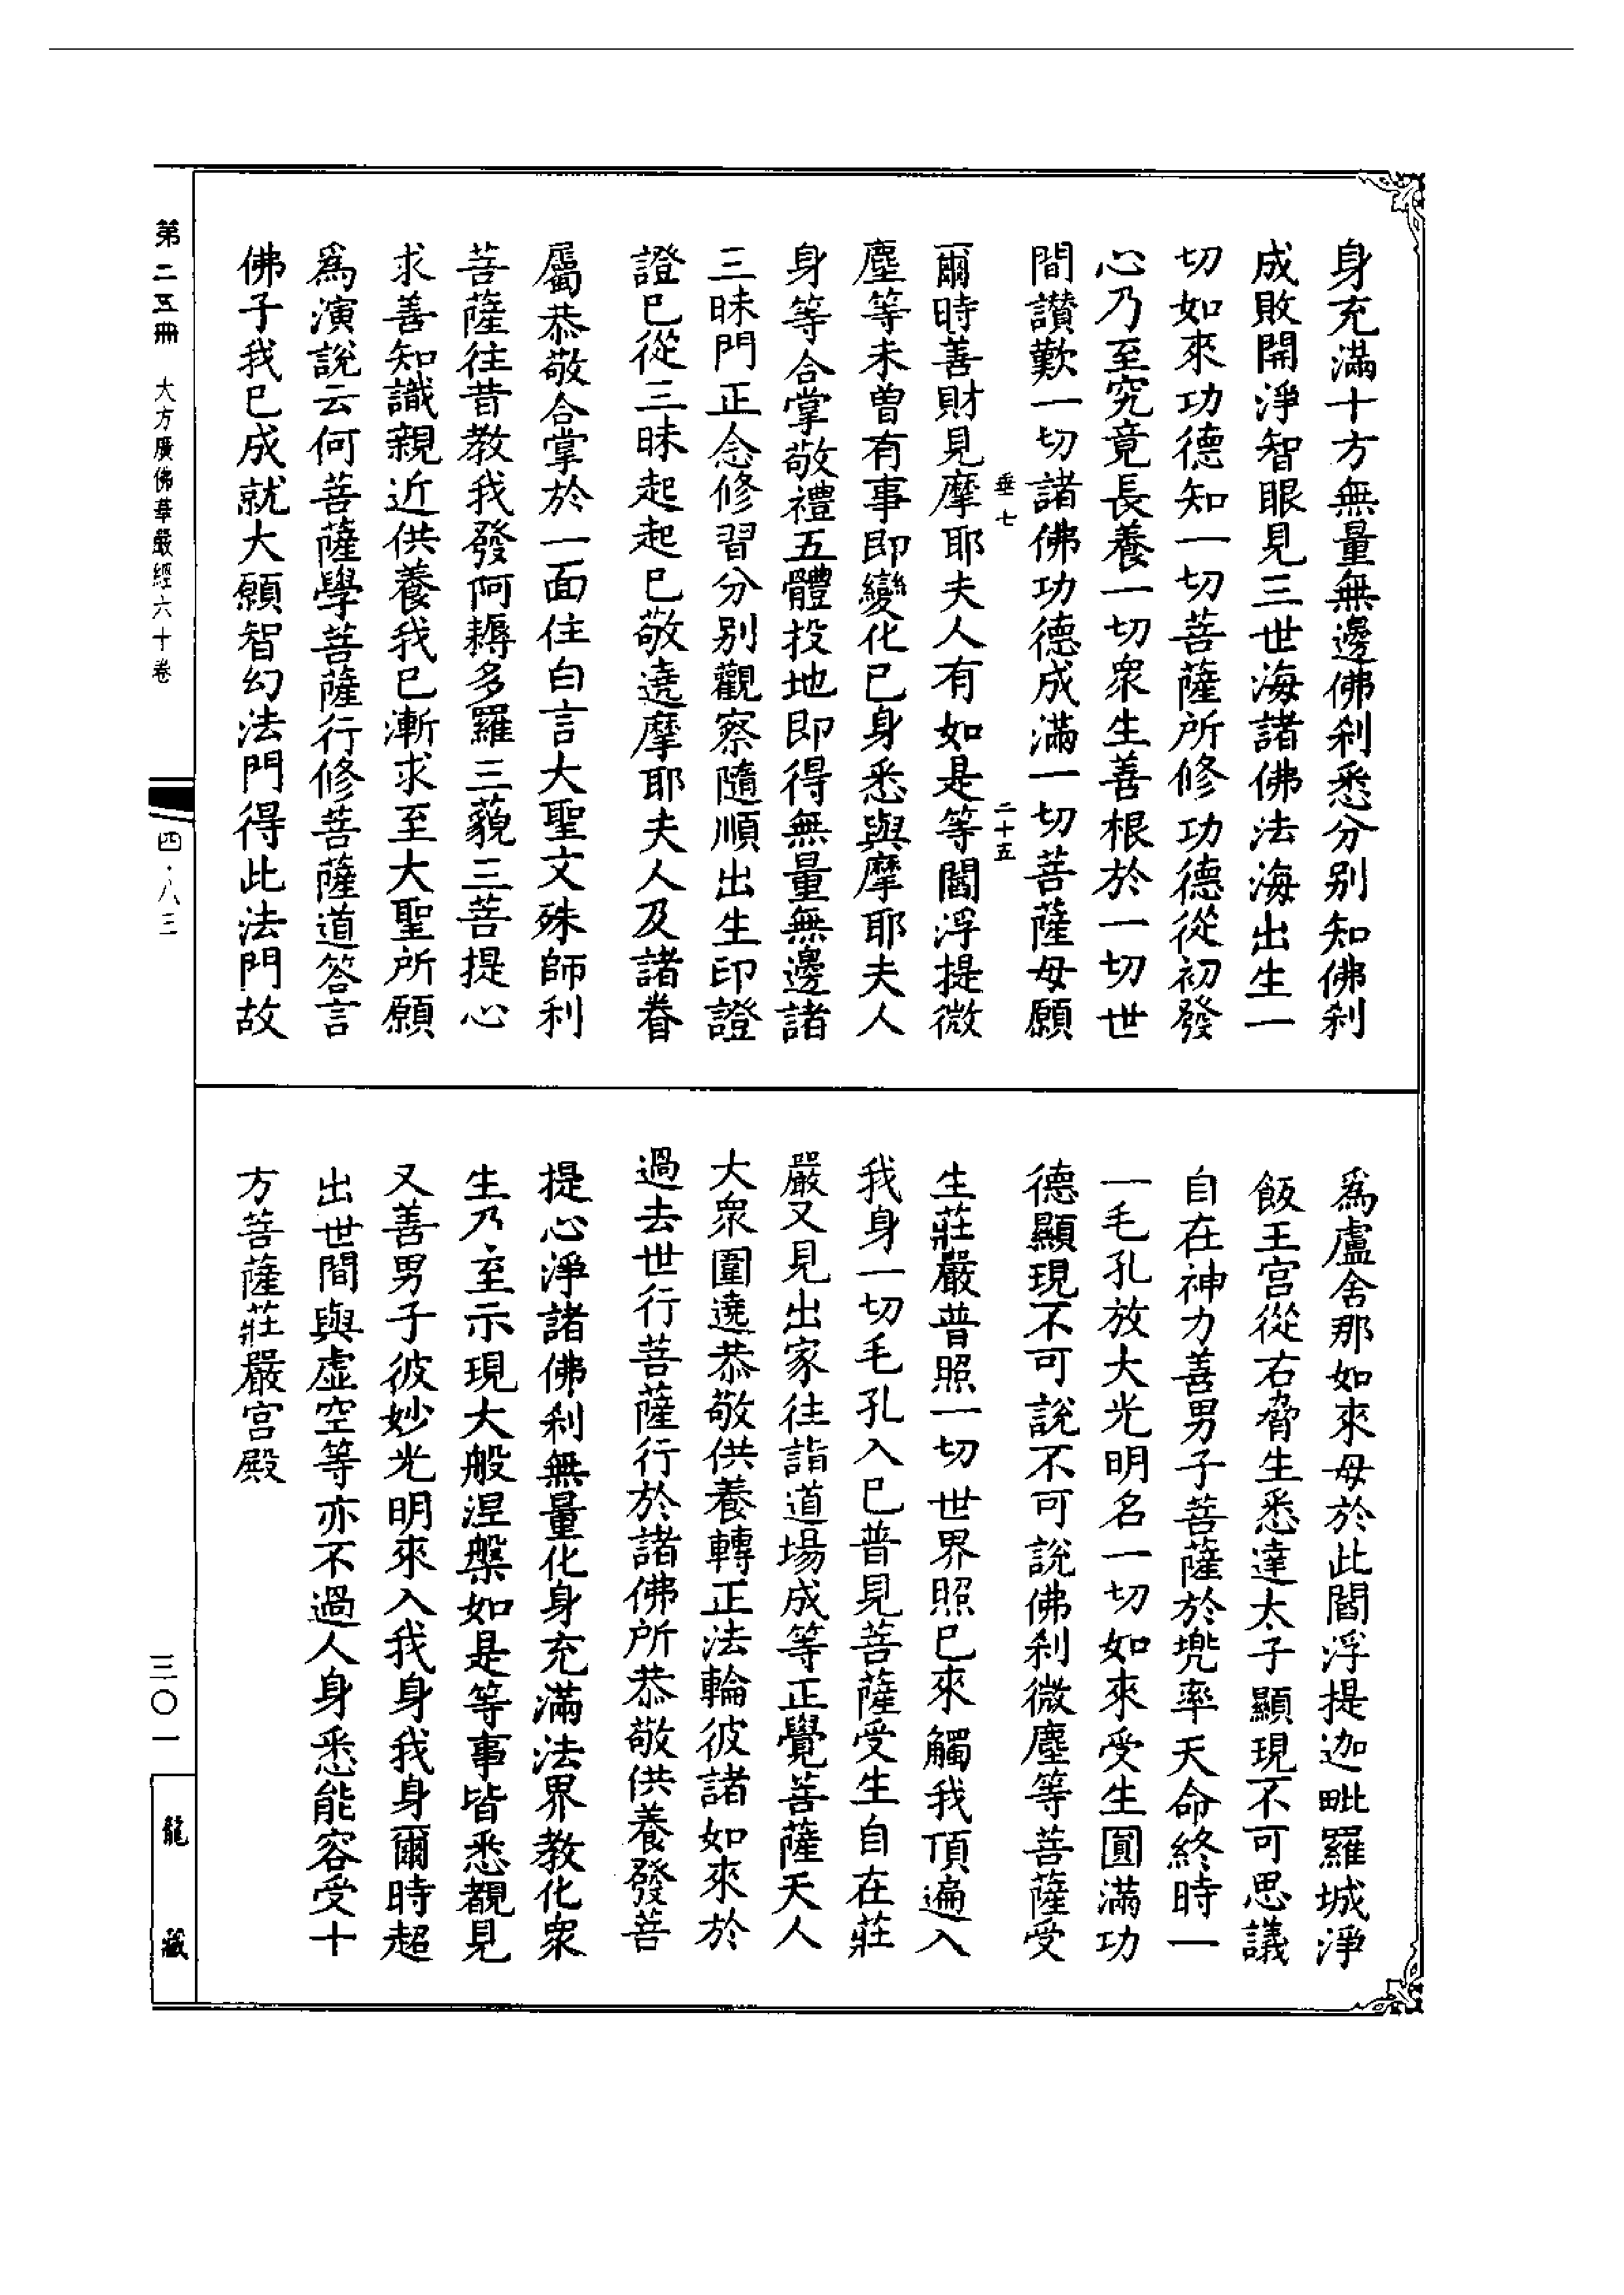 身充滿十方無量無邊佛刹悉分別知佛刹
成敗開淨智眼見三世海諸佛法海出生一
切如來功德知一切菩薩所修功德從初發
心乃至究竟長養一切衆生善根於一切世
間讃歎一切諸佛功德成滿一切菩薩母願
垂七 二十五
爾時善財見摩耶夫人有如是等閻浮提微
塵等未曾有事即變化已身悉與摩耶夫人
身等合掌敬禮五體投地即得無量無邊諸
三昧門正念修習分別觀察隨順出生印證
證已從三昧起起已敬遶摩耶夫人及諸眷
屬恭敬合掌於一面住白言大聖文殊師利
菩薩往昔教我發阿耨多羅三藐三菩提心
求善知識親近供養我已漸求至大聖所願
爲演說云何菩薩學菩薩行修菩薩道答言
佛子我已成就大願智幻法門得此法門故
爲盧舍那如來母於此閻浮提迦毗羅城淨
飯王宮從右脅生悉達太子顯現不可思議
自在神力善男子菩薩於兜率天命終時一
一毛孔放大光明名一切如來受生圓滿功
德顯現不可說不可說佛刹微塵等菩薩受
生莊嚴普照一切世界照已來觸我頂遍入
我身一切毛孔入已普見菩薩受生自在莊
嚴又見出家往詣道場成等正覺菩薩天人
大衆圍遶恭敬供養轉正法輪彼諸如來於
過去世行菩薩行於諸佛所恭敬供養發菩
提心淨諸佛刹無量化身充滿法界教化衆
生乃至示現大般涅槃如是等事皆悉覩見
又善男子彼妙光明來入我身我身爾時超
出世間與虛空等亦不過人身悉能容受十
方菩薩莊嚴宮殿
第二五冊 大方廣佛華嚴經六十卷 四·八三 三〇一 龍藏